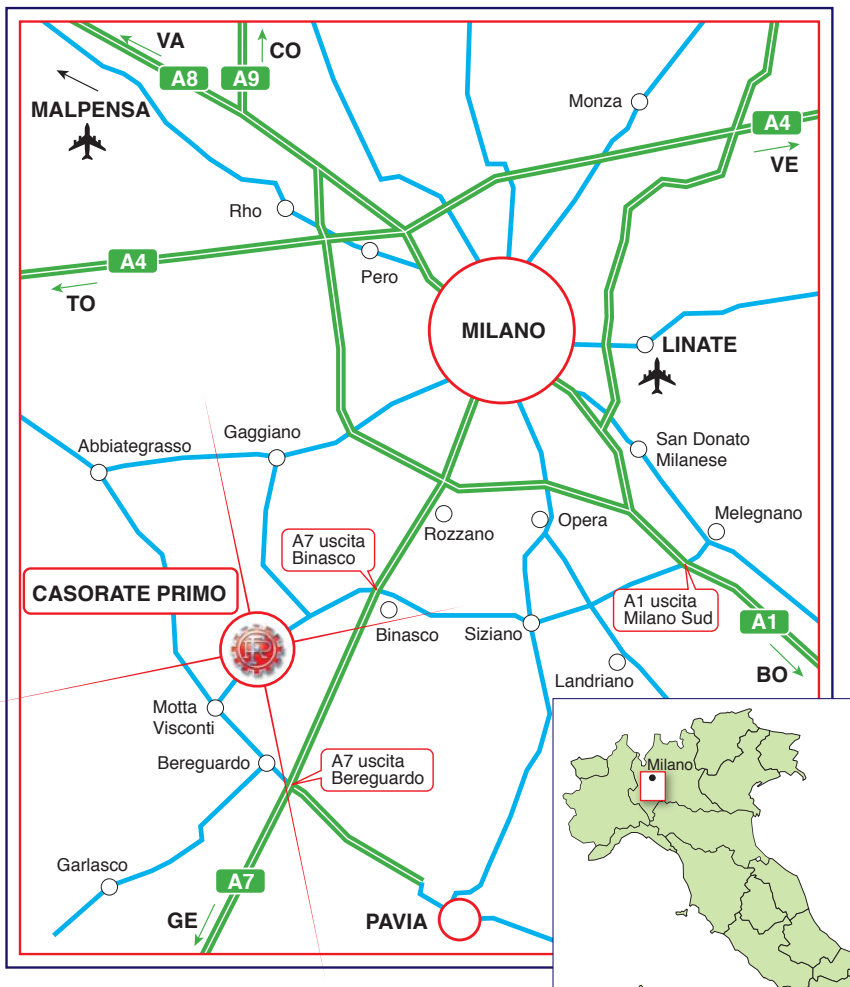 VA
CO
A8
A9
MALPENSA
Monza
A4
VE
Rho
Pero
A4
TO
MILANO
LINATE
Abbiategrasso
Gaggiano
San Donato
Milanese
Rozzano
Opera
Melegnano
A7 uscita
Binasco
CASORATE PRIMO
Binasco
Siziano
A1 uscita
Milano Sud
A1
BO
Landriano
Motta
Visconti
Bereguardo
A7 uscita
Bereguardo
Milano
Garlasco
A7
GE
PAVIA